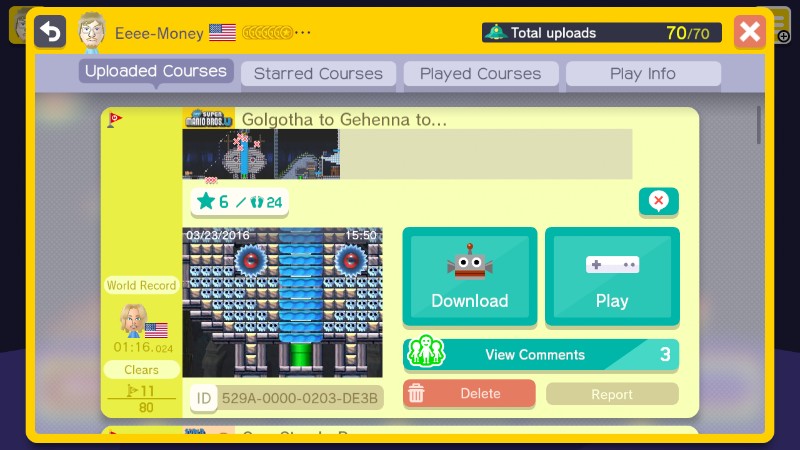 Eeee-Money
Total uploads 70/70
Uploaded Courses
Starred Courses
Played Courses
Play Info
SUPER MARIO BROS. U
Golgotha to Gehenna to...
6 / 24
03/23/2016 15:50
World Record
01:16.024
Clears
11
80
Download
Play
View Comments 3
ID 529A-0000-0203-DE3B
Delete
Report